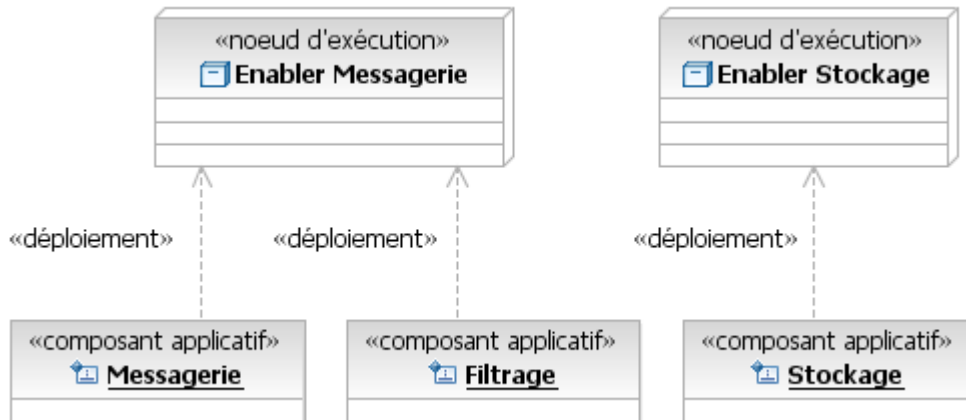 «noeud d'exécution»
Enabler Messagerie
«noeud d'exécution»
Enabler Stockage
«déploiement»
«déploiement»
«déploiement»
«composant applicatif»
Messagerie
«composant applicatif»
Filtrage
«composant applicatif»
Stockage